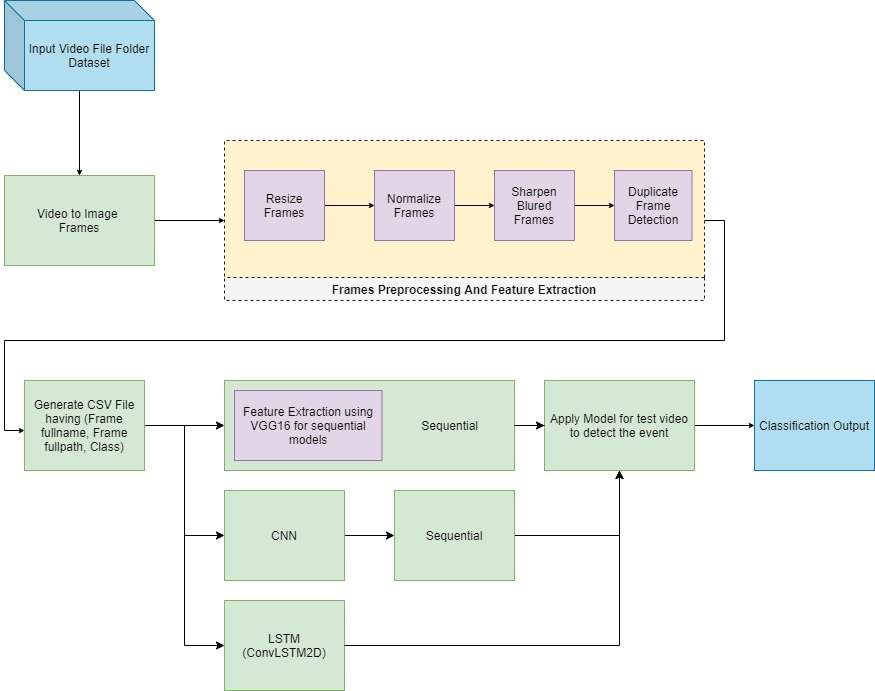 Input Video File Folder
Dataset
Video to Image
Frames
Resize
Frames
Normalize
Frames
Sharpen
Blured
Frames
Duplicate
Frame
Detection
Frames Preprocessing And Feature Extraction
Generate CSV File
having (Frame
fullname, Frame
fullpath, Class)
Feature Extraction using
VGG16 for sequential
models
Sequential
Apply Model for test video
to detect the event
Classification Output
CNN
Sequential
LSTM
(ConvLSTM2D)